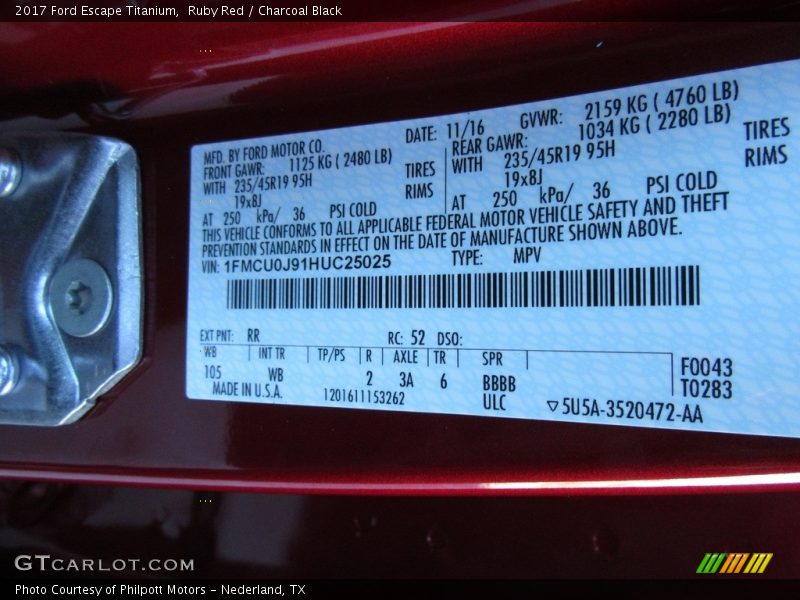 2017 Ford Escape Titanium,  Ruby Red / Charcoal Black
MFD. BY FORD MOTOR CO. DATE: 11/16 GVWR: 2159 KG ( 4760 LB)
FRONT GAWR: 1125 KG ( 2480 LB) REAR GAWR: 1034 KG ( 2280 LB)
WITH 235/45R19 95H TIRES WITH 235/45R19 95H TIRES
19x8J RIMS 19x8J RIMS
AT 250 kPa/ 36 PSI COLD AT 250 kPa/ 36 PSI COLD
THIS VEHICLE CONFORMS TO ALL APPLICABLE FEDERAL MOTOR VEHICLE SAFETY AND THEFT
PREVENTION STANDARDS IN EFFECT ON THE DATE OF MANUFACTURE SHOWN ABOVE.
VIN: 1FMCU0J91HUC25025 TYPE: MPV
EXT PNT: RR RC: 52 DSO:
WB INT TR TP/PS R AXLE TR SPR F0043
105 WB 2 3A 6 BBBB T0283
MADE IN U.S.A. 1201611153262 ULC 5U5A-3520472-AA
GTCARLOT.COM
Photo Courtesy of Philpott Motors - Nederland, TX